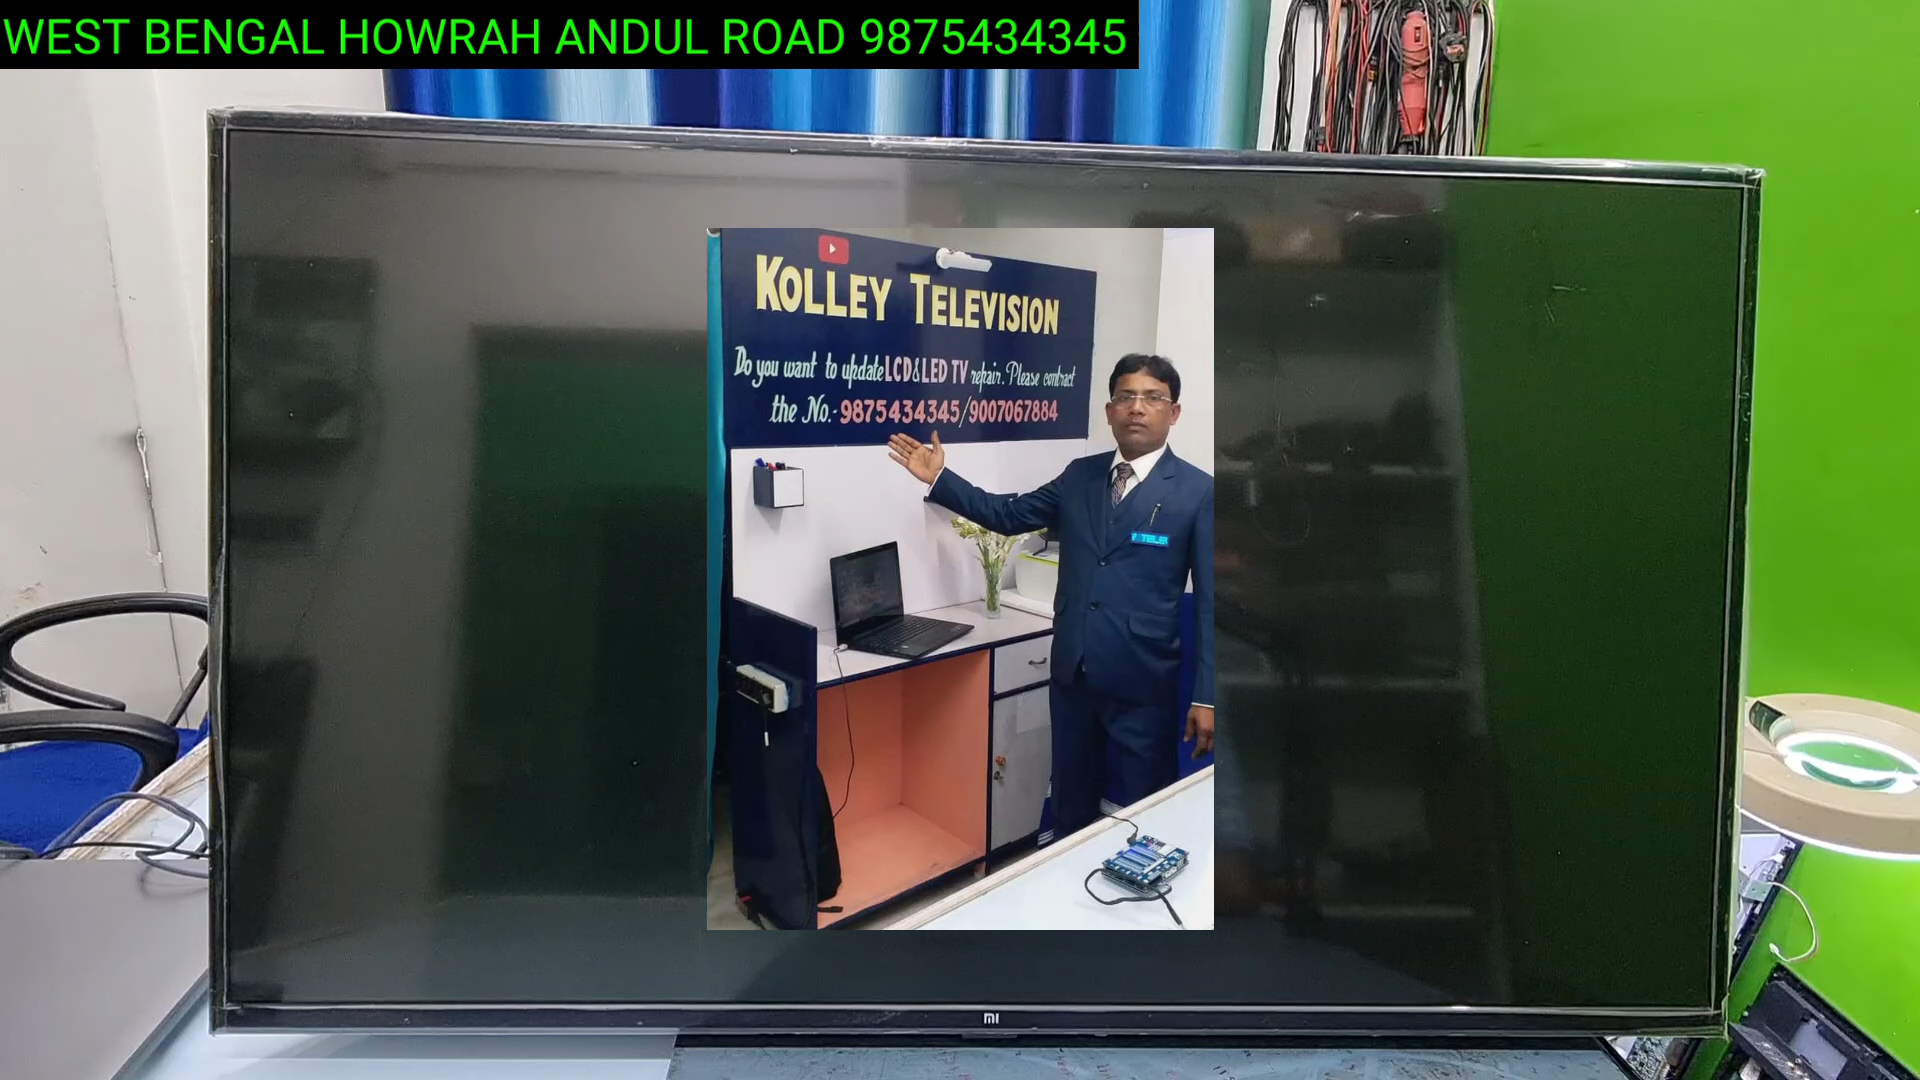 WEST BENGAL HOWRAH ANDUL ROAD 9875434345
KOLLEY TELEVISION
Do you want to update LCD & LED TV repair. Please contract
the No.- 9875434345/9007067884
V TELE
mi